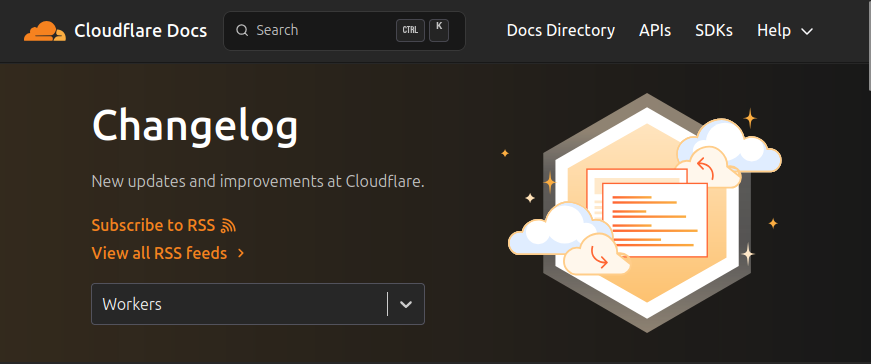 Cloudflare Docs
Search
CTRL K
Docs Directory
APIs
SDKs
Help
Changelog
New updates and improvements at Cloudflare.
Subscribe to RSS
View all RSS feeds
Workers